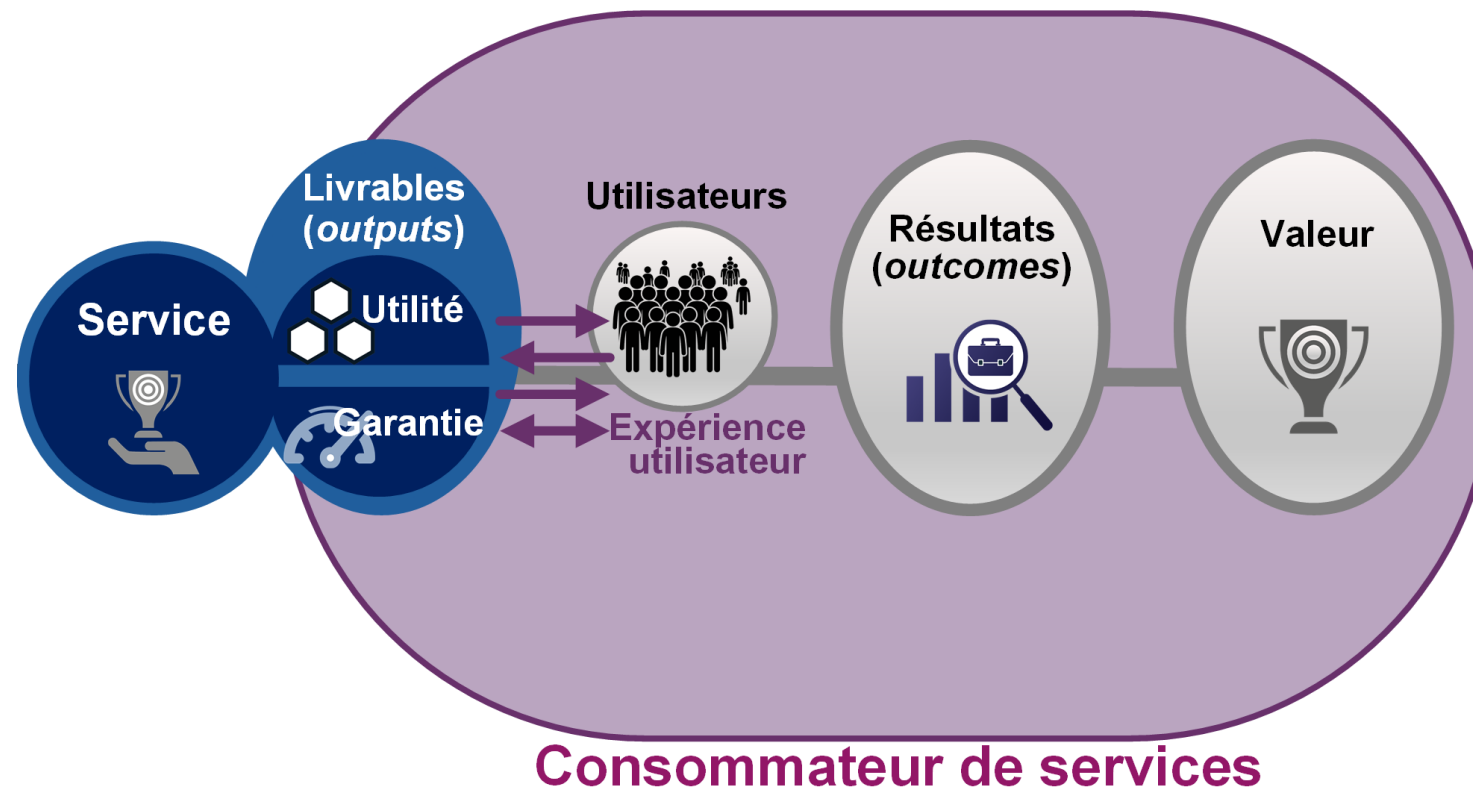 Service
Livrables
(outputs)
Utilité
Garantie
Utilisateurs
Expérience
utilisateur
Résultats
(outcomes)
Valeur
Consommateur de services